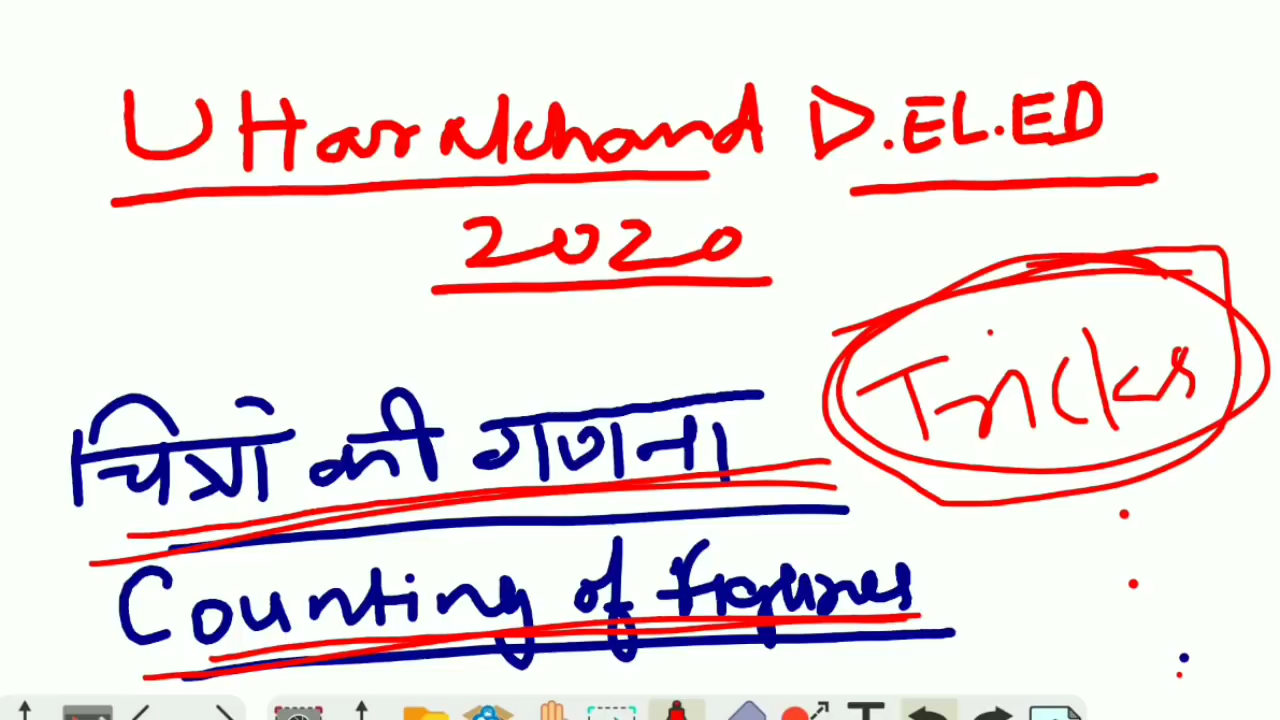 Uttarakhand D.EL.ED
2020
Tricks
चित्रो की गणना
Counting of figures